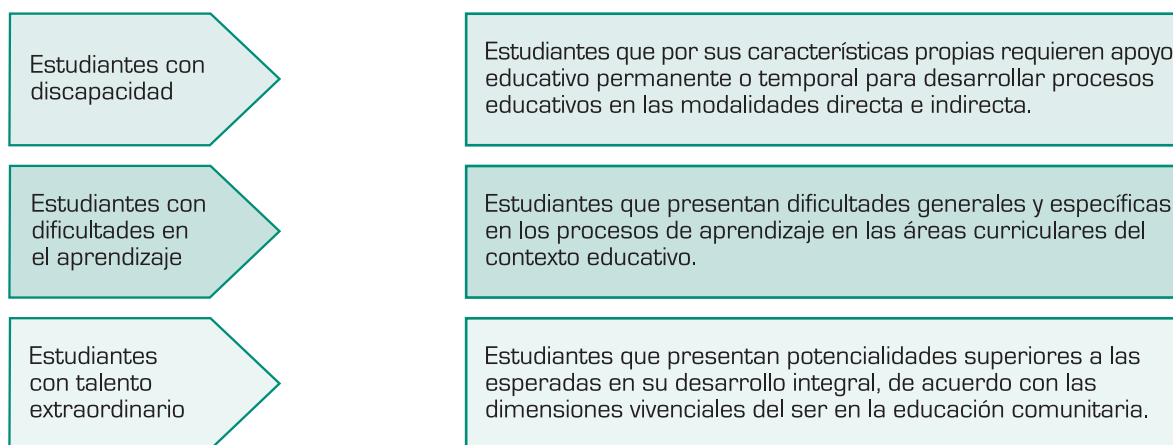 Estudiantes con
discapacidad
Estudiantes que por sus características propias requieren apoyo
educativo permanente o temporal para desarrollar procesos
educativos en las modalidades directa e indirecta.
Estudiantes con
dificultades en
el aprendizaje
Estudiantes que presentan dificultades generales y específicas
en los procesos de aprendizaje en las áreas curriculares del
contexto educativo.
Estudiantes
con talento
extraordinario
Estudiantes que presentan potencialidades superiores a las
esperadas en su desarrollo integral, de acuerdo con las
dimensiones vivenciales del ser en la educación comunitaria.